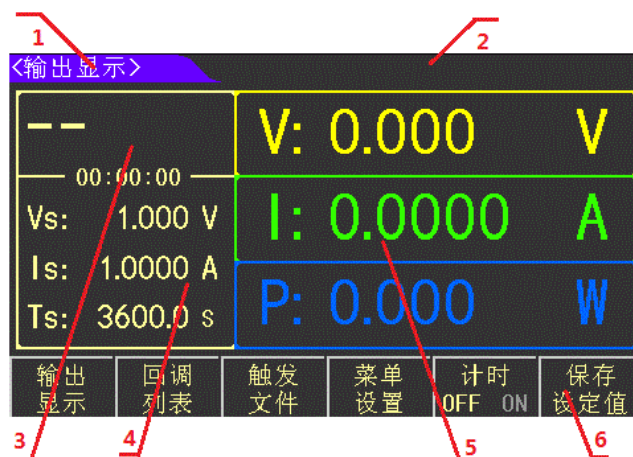 1
2
<输出显示>
--
00:00:00
Vs: 1.000 V
Is: 1.0000 A
Ts: 3600.0 s
V: 0.000 V
I: 0.0000 A
P: 0.000 W
输出
显示
回调
列表
触发
文件
菜单
设置
计时
OFF ON
保存
设定值
3
4
5
6